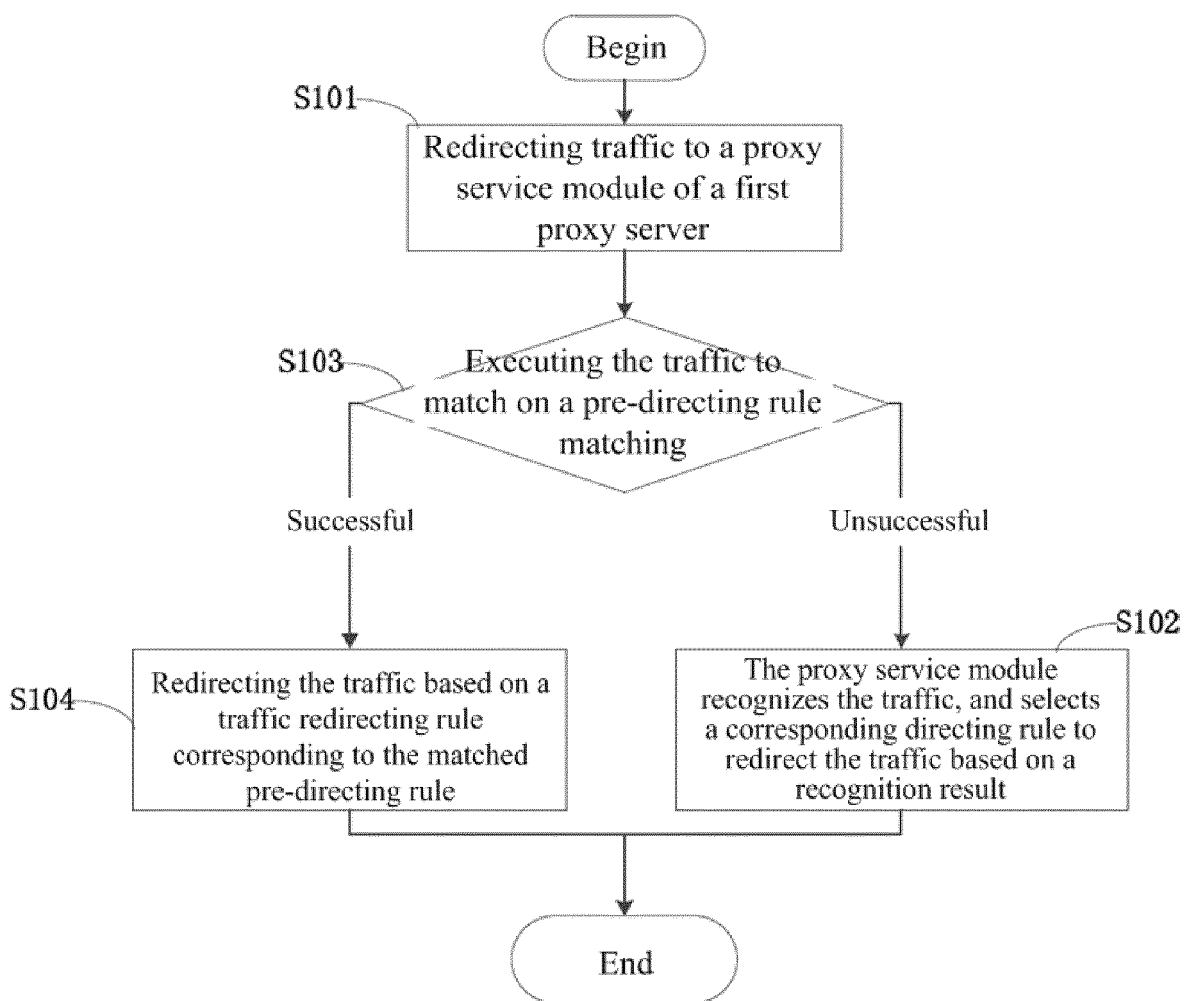 Begin
S101
Redirecting traffic to a proxy
service module of a first
proxy server
S103
Executing the traffic to
match on a pre-directing rule
matching
Successful
Unsuccessful
S102
S104
Redirecting the traffic based on a
traffic redirecting rule
corresponding to the matched
pre-directing rule
The proxy service module
recognizes the traffic, and selects
a corresponding directing rule to
redirect the traffic based on a
recognition result
End